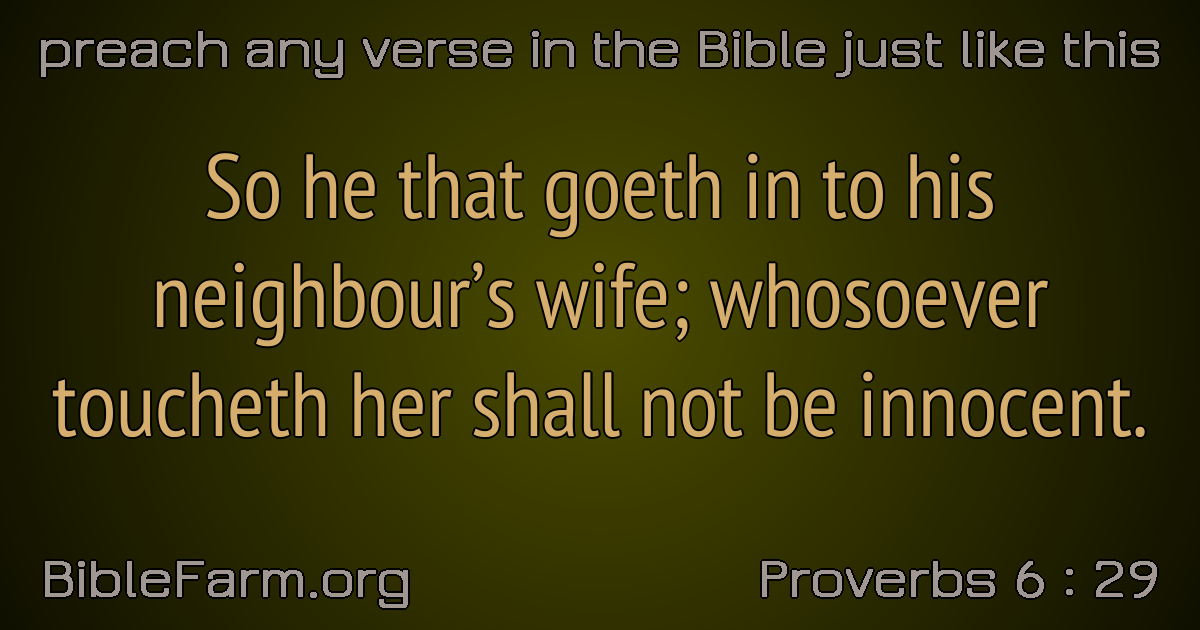 preach any verse in the Bible just like this
So he that goeth in to his
neighbour’s wife; whosoever
toucheth her shall not be innocent.
BibleFarm.org
Proverbs 6 : 29